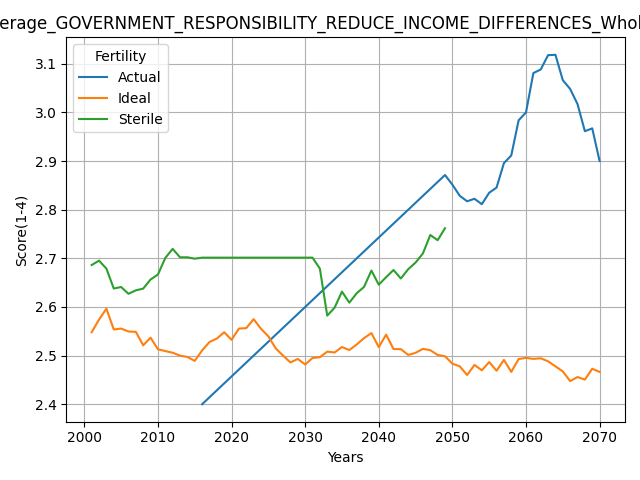 erage_GOVERNMENT_RESPONSIBILITY_REDUCE_INCOME_DIFFERENCES_Whol
Fertility
Actual
Ideal
Sterile
Score(1-4)
3.1
3.0
2.9
2.8
2.7
2.6
2.5
2.4
2000 2010 2020 2030 2040 2050 2060 2070
Years